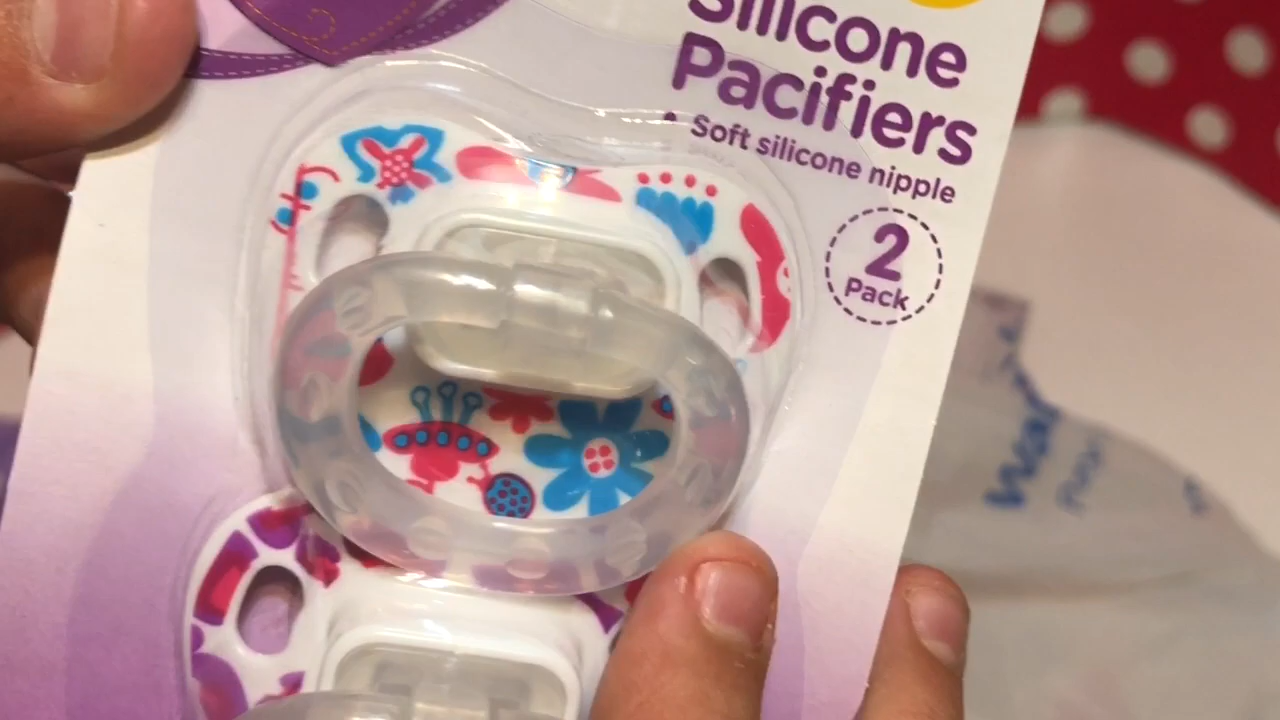 Silicone
Pacifiers
• Soft silicone nipple
2
Pack